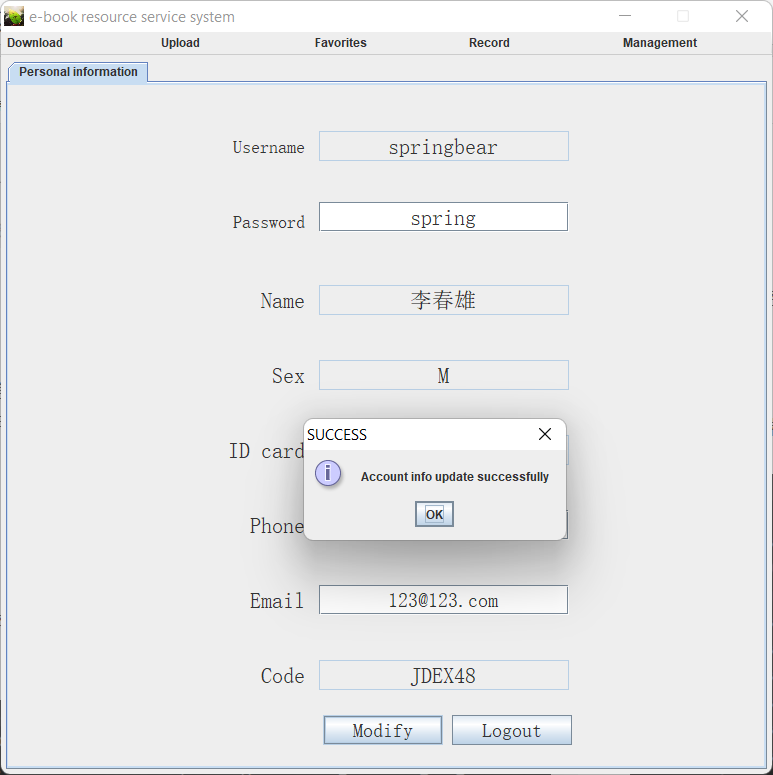 e-book resource service system
Download Upload Favorites Record Management
Personal information
Username springbear
Password spring
Name 李春雄
Sex M
SUCCESS
ID card
Account info update successfully
OK
Phone
Email 123@123.com
Code JDEX48
Modify Logout